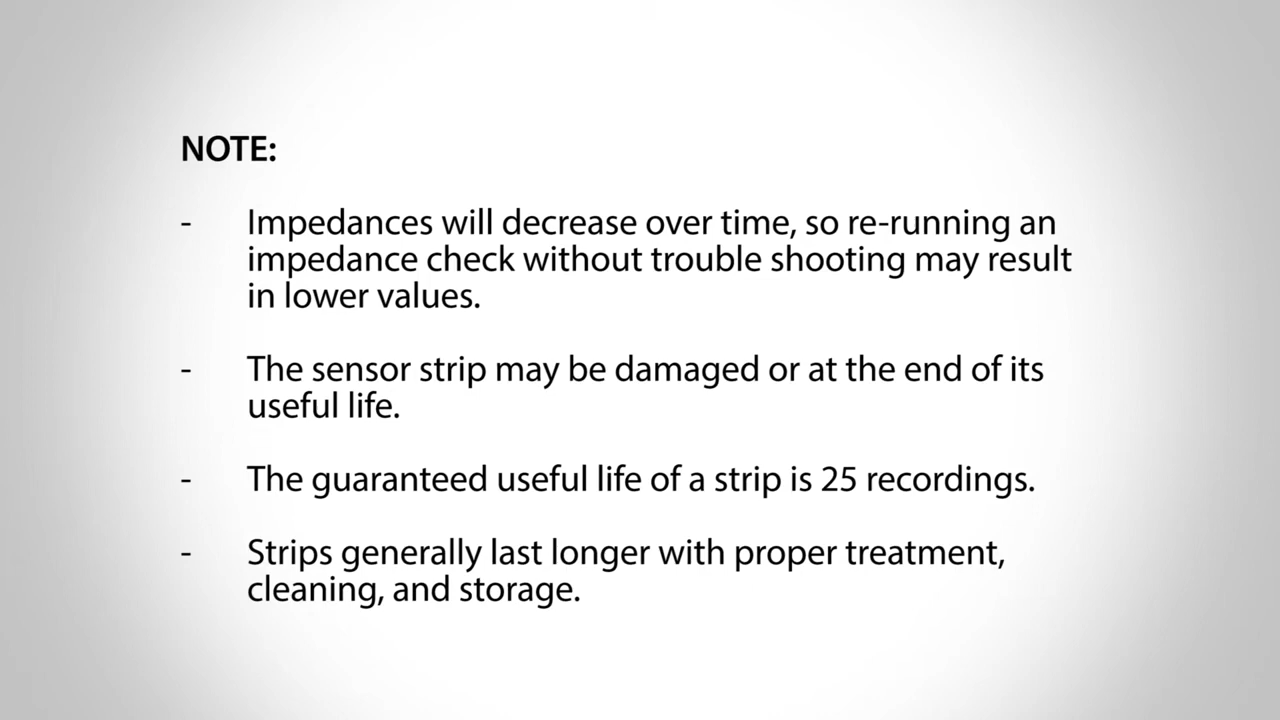 NOTE:
- Impedances will decrease over time, so re-running an
impedance check without trouble shooting may result
in lower values.
- The sensor strip may be damaged or at the end of its
useful life.
- The guaranteed useful life of a strip is 25 recordings.
- Strips generally last longer with proper treatment,
cleaning, and storage.